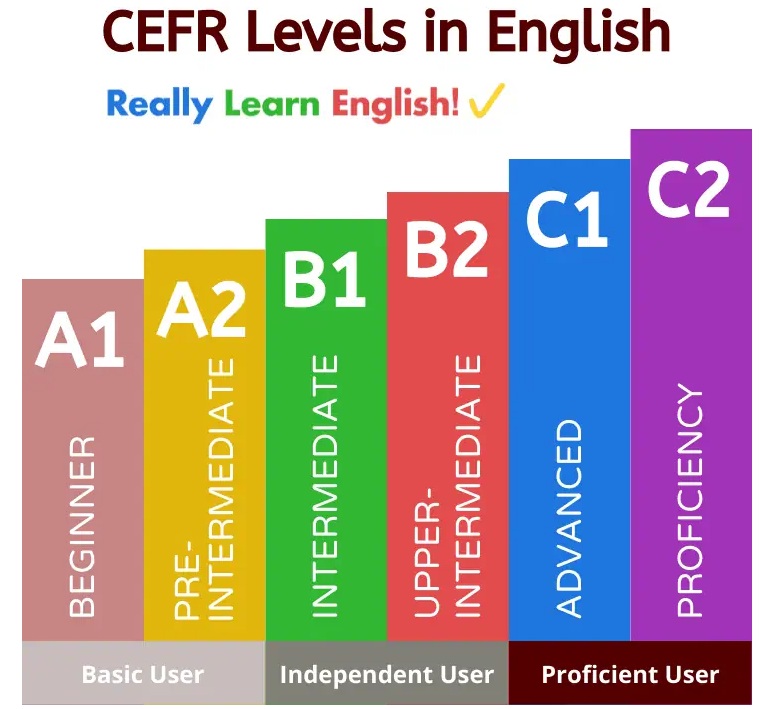 CEFR Levels in English
Really Learn English!
A1
BEGINNER
A2
PRE-
INTERMEDIATE
B1
INTERMEDIATE
B2
UPPER-
INTERMEDIATE
C1
ADVANCED
C2
PROFICIENCY
Basic User
Independent User
Proficient User